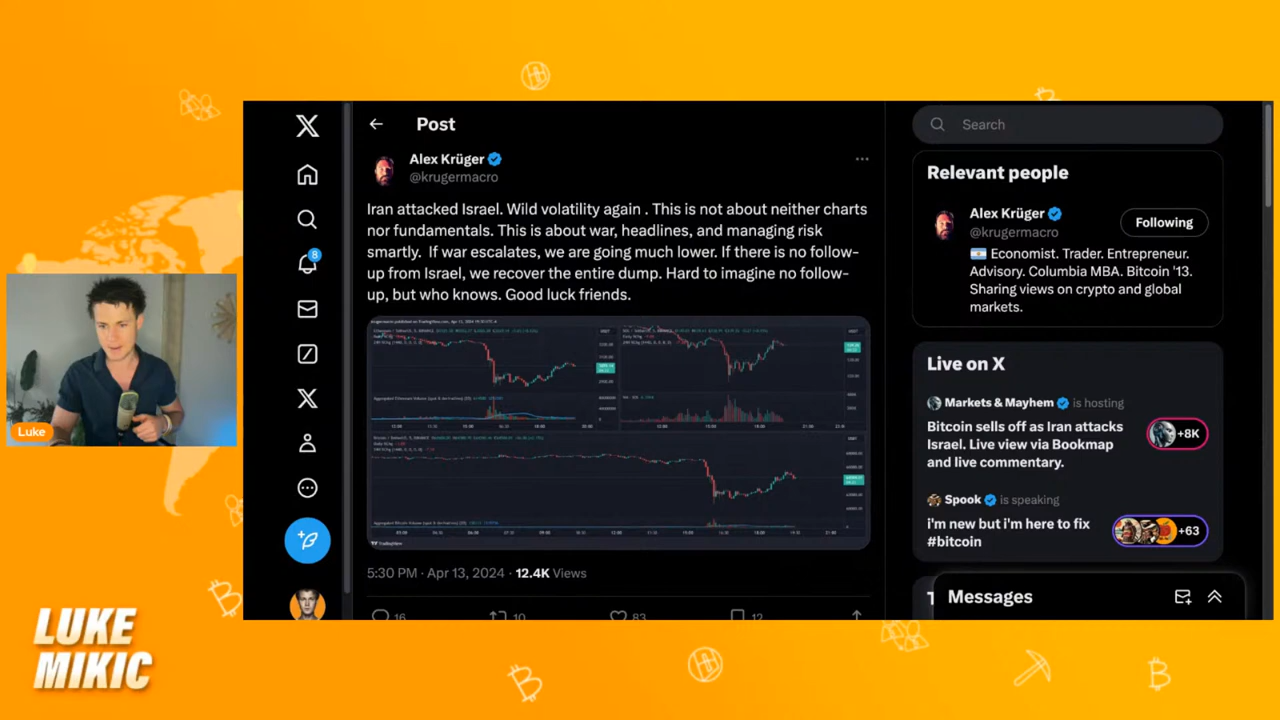 Post
Search
Alex Krüger
@krugermacro
Iran attacked Israel. Wild volatility again . This is not about neither charts
nor fundamentals. This is about war, headlines, and managing risk
smartly.  If war escalates, we are going much lower. If there is no follow-
up from Israel, we recover the entire dump. Hard to imagine no follow-
up, but who knows. Good luck friends.
TradingView
5:30 PM · Apr 13, 2024 · 12.4K Views
16
10
83
12
8
Relevant people
Alex Krüger
@krugermacro
Following
Economist. Trader. Entrepreneur.
Advisory. Columbia MBA. Bitcoin '13.
Sharing views on crypto and global
markets.
Live on X
Markets & Mayhem is hosting
Bitcoin sells off as Iran attacks
Israel. Live view via Bookmap
and live commentary.
+8K
Spook is speaking
i'm new but i'm here to fix
#bitcoin
+63
Messages
Luke
LUKE
MIKIC